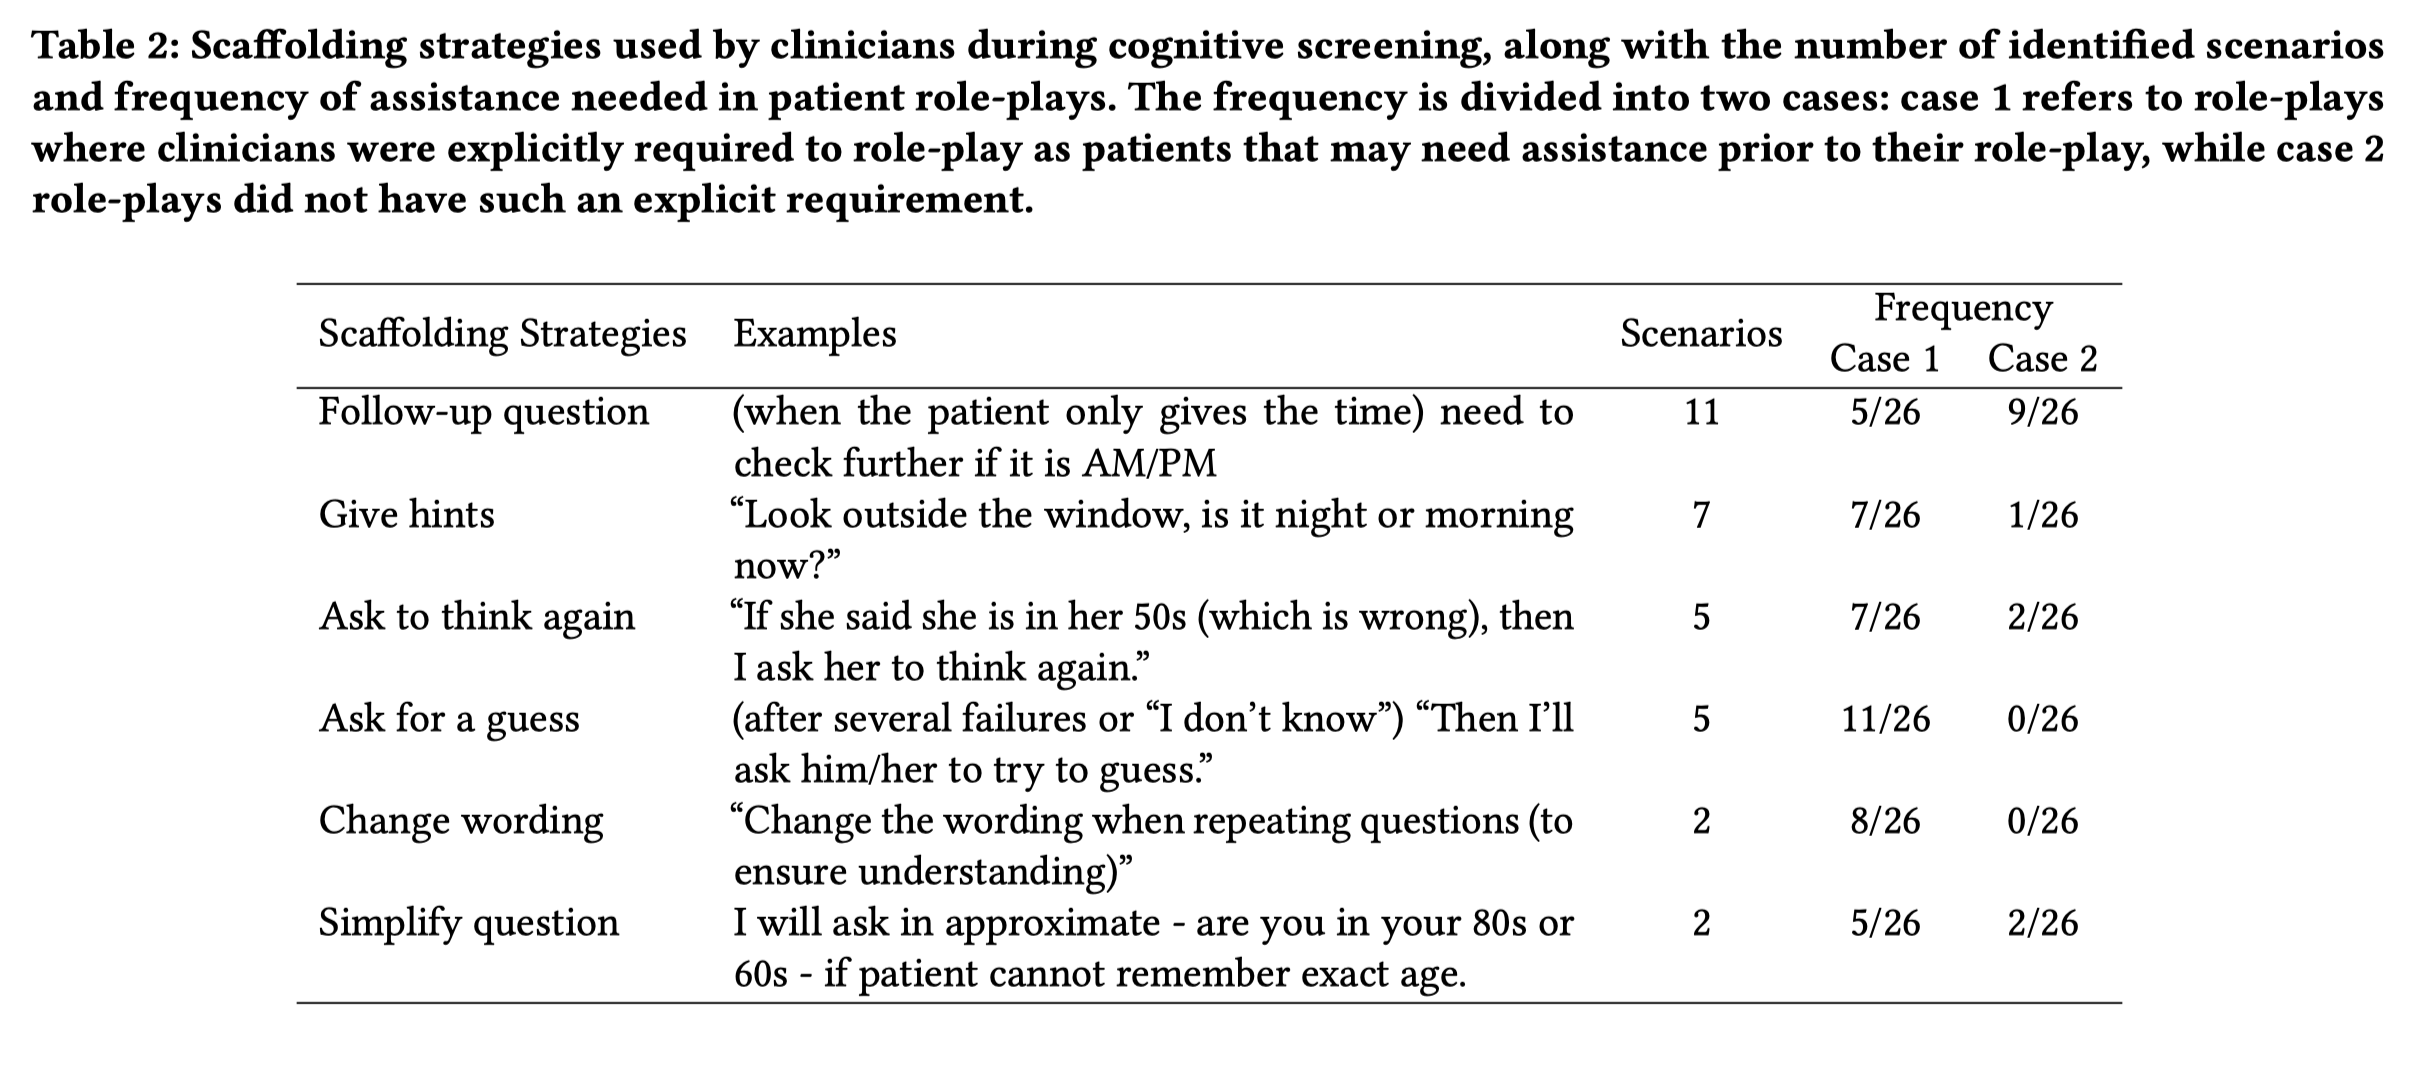 Table 2: Scaffolding strategies used by clinicians during cognitive screening, along with the number of identified scenarios
and frequency of assistance needed in patient role-plays. The frequency is divided into two cases: case 1 refers to role-plays
where clinicians were explicitly required to role-play as patients that may need assistance prior to their role-play, while case 2
role-plays did not have such an explicit requirement.
Frequency
Scaffolding Strategies Examples Scenarios
Case 1 Case 2
Follow-up question (when the patient only gives the time) need to 11 5/26 9/26
check further if it is AM/PM
Give hints “Look outside the window, is it night or morning 7 7/26 1/26
now?”
Ask to think again “If she said she is in her 50s (which is wrong), then 5 7/26 2/26
I ask her to think again.”
Ask for a guess (after several failures or “I don’t know”) “Then I’ll 5 11/26 0/26
ask him/her to try to guess.”
Change wording “Change the wording when repeating questions (to 2 8/26 0/26
ensure understanding)”
Simplify question I will ask in approximate - are you in your 80s or 2 5/26 2/26
60s - if patient cannot remember exact age.